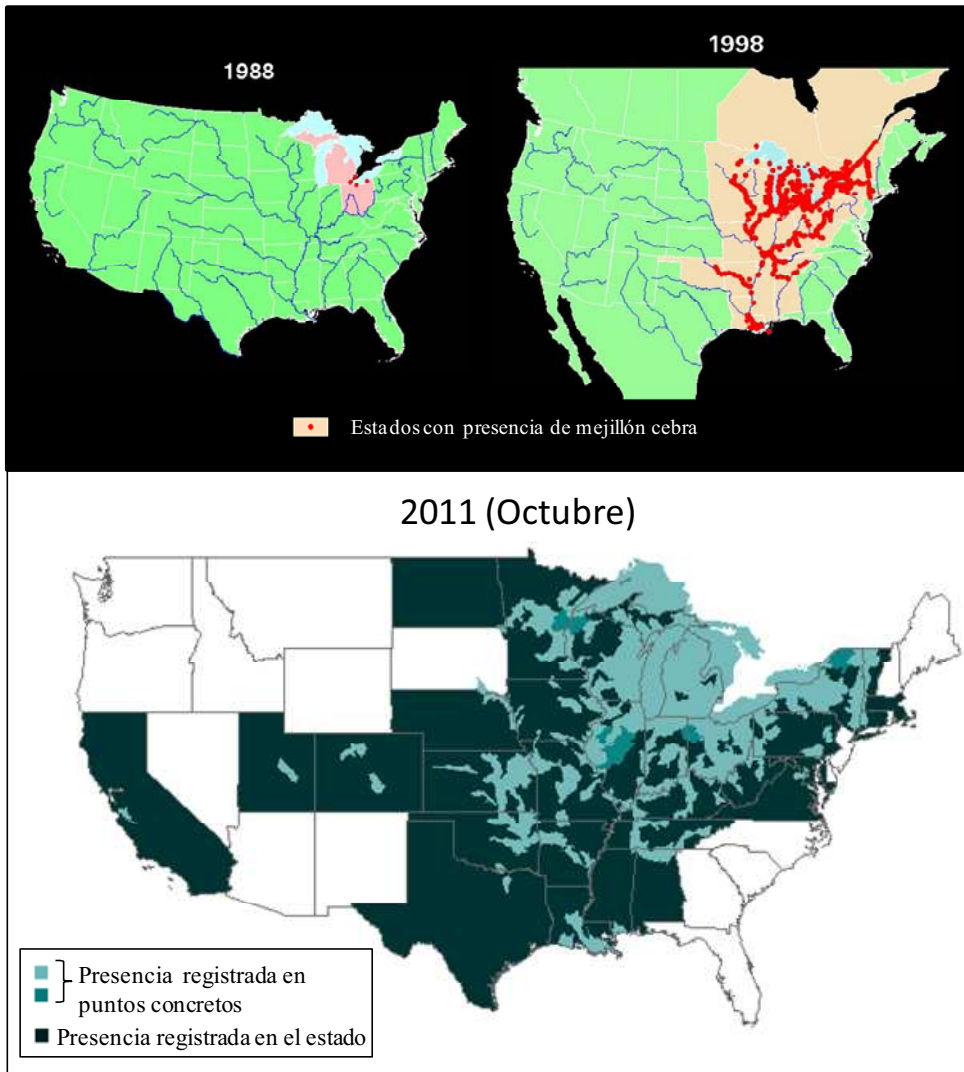 1988
1998
Estados con presencia de mejillón cebra
2011 (Octubre)
Presencia registrada en
puntos concretos
Presencia registrada en el estado